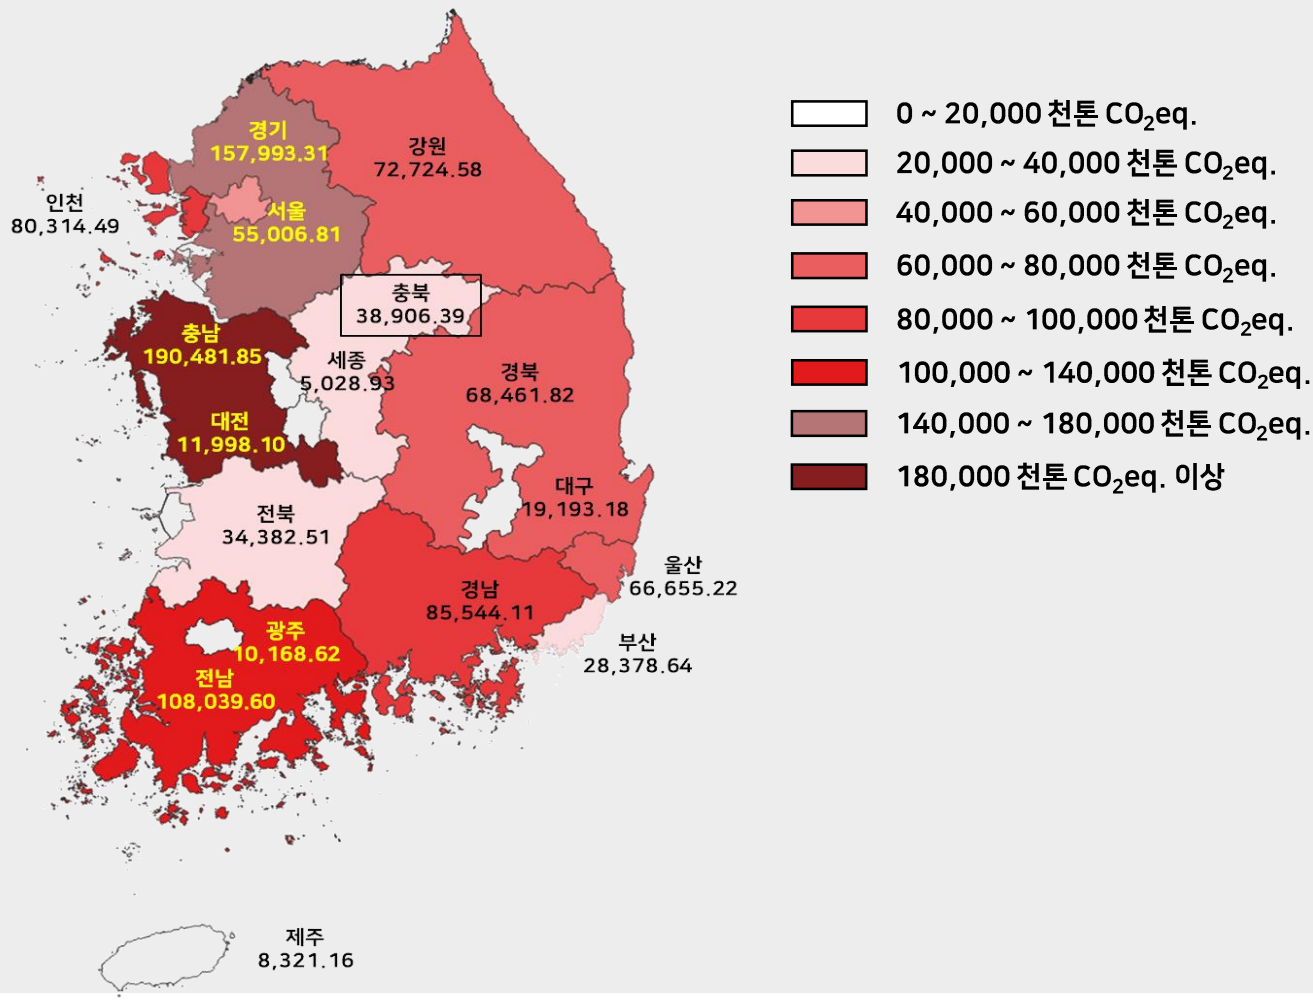 경기
157,993.31
강원
72,724.58
인천
80,314.49
서울
55,006.81
충북
38,906.39
충남
190,481.85
세종
5,028.93
경북
68,461.82
대전
11,998.10
대구
19,193.18
전북
34,382.51
울산
66,655.22
경남
85,544.11
부산
28,378.64
광주
10,168.62
전남
108,039.60
제주
8,321.16
0 ~ 20,000 천톤 CO₂eq.
20,000 ~ 40,000 천톤 CO₂eq.
40,000 ~ 60,000 천톤 CO₂eq.
60,000 ~ 80,000 천톤 CO₂eq.
80,000 ~ 100,000 천톤 CO₂eq.
100,000 ~ 140,000 천톤 CO₂eq.
140,000 ~ 180,000 천톤 CO₂eq.
180,000 천톤 CO₂eq. 이상